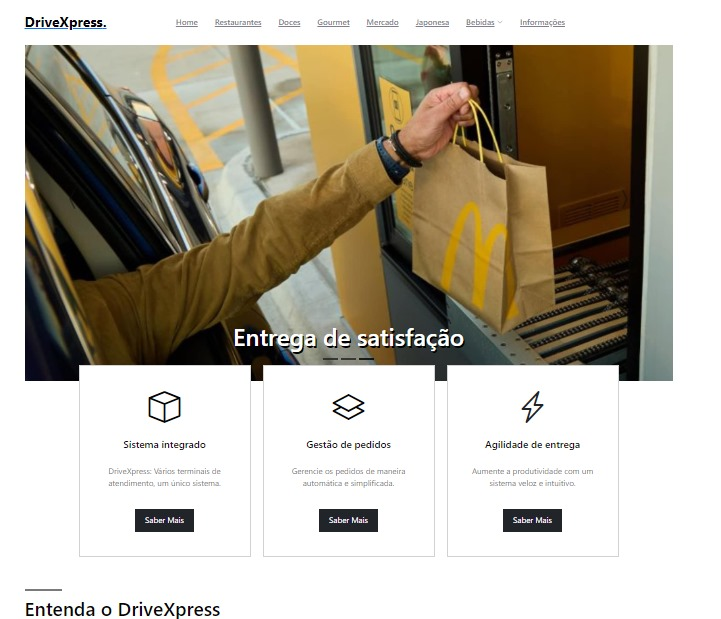 DriveXpress.
Home Restaurantes Doces Gourmet Mercado Japonesa Bebidas Informações
Entrega de satisfação
Sistema integrado
DriveXpress: Vários terminais de
atendimento, um único sistema.
Saber Mais
Gestão de pedidos
Gerencie os pedidos de maneira
automática e simplificada.
Saber Mais
Agilidade de entrega
Aumente a produtividade com um
sistema veloz e intuitivo.
Saber Mais
Entenda o DriveXpress